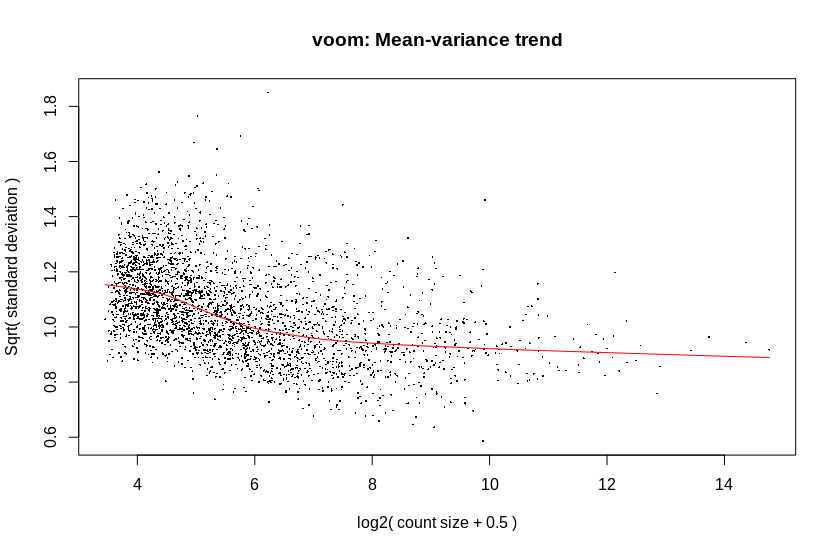 voom: Mean-variance trend
Sqrt( standard deviation )
1.8
1.6
1.4
1.2
1.0
0.8
0.6
4 6 8 10 12 14
log2( count size + 0.5 )